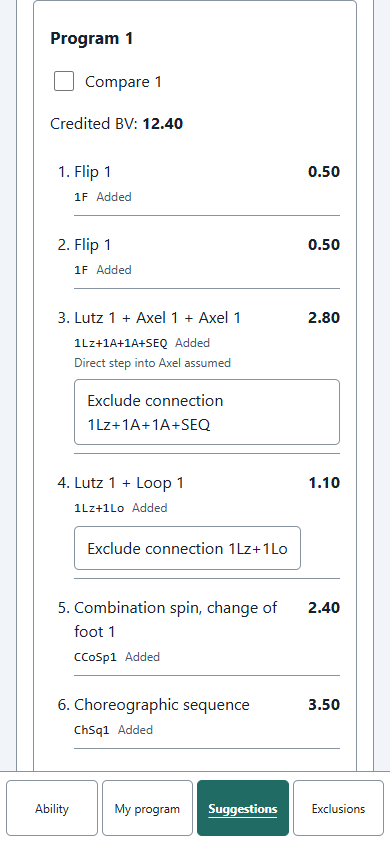 Program 1
Compare 1
Credited BV: 12.40
1. Flip 1 0.50
1F Added
2. Flip 1 0.50
1F Added
3. Lutz 1 + Axel 1 + Axel 1 2.80
1Lz+1A+1A+SEQ Added
Direct step into Axel assumed
Exclude connection
1Lz+1A+1A+SEQ
4. Lutz 1 + Loop 1 1.10
1Lz+1Lo Added
Exclude connection 1Lz+1Lo
5. Combination spin, change of 2.40
foot 1
CCoSp1 Added
6. Choreographic sequence 3.50
ChSq1 Added
Ability My program Suggestions Exclusions